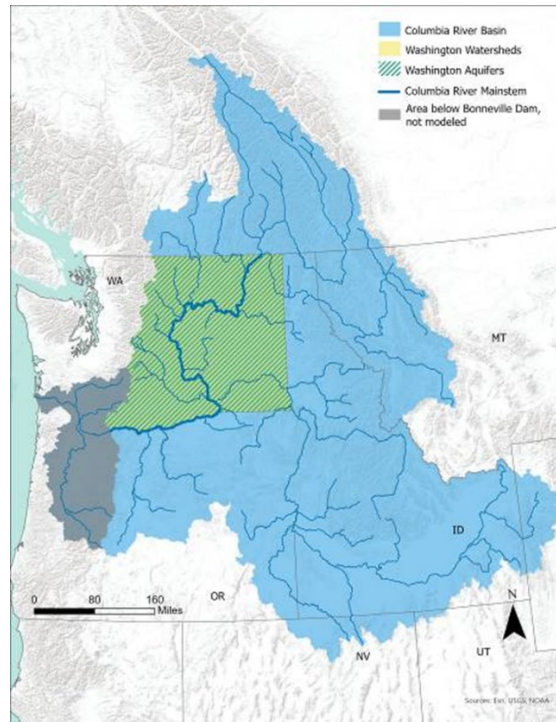 Columbia River Basin
Washington Watersheds
Washington Aquifers
Columbia River Mainstem
Area below Bonneville Dam,
not modeled
WA
MT
ID
OR
0 80 160
Miles
N
NV
UT
Sources: Esri, USGS, NOAA